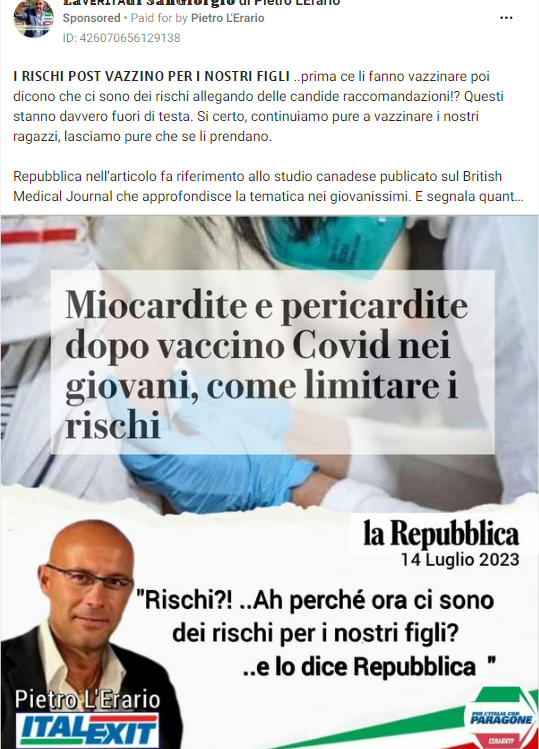 LaVERITÀdi SanGiorgio di Pietro L'Erario
Sponsored • Paid for by Pietro L'Erario
ID: 426070656129138
I RISCHI POST VAZZINO PER I NOSTRI FIGLI ..prima ce li fanno vazzinare poi
dicono che ci sono dei rischi allegando delle candide raccomandazioni!? Questi
stanno davvero fuori di testa. Si certo, continuiamo pure a vazzinare i nostri
ragazzi, lasciamo pure che se li prendano.
Repubblica nell'articolo fa riferimento allo studio canadese publicato sul British
Medical Journal che approfondisce la tematica nei giovanissimi. E segnala quant...
Miocardite e pericardite
dopo vaccino Covid nei
giovani, come limitare i
rischi
la Repubblica
14 Luglio 2023
"Rischi?! ..Ah perché ora ci sono
dei rischi per i nostri figli?
..e lo dice Repubblica "
Pietro L'Erario
ITALEXIT
PER L'ITALIA CON
PARAGONE
ITALEXIT